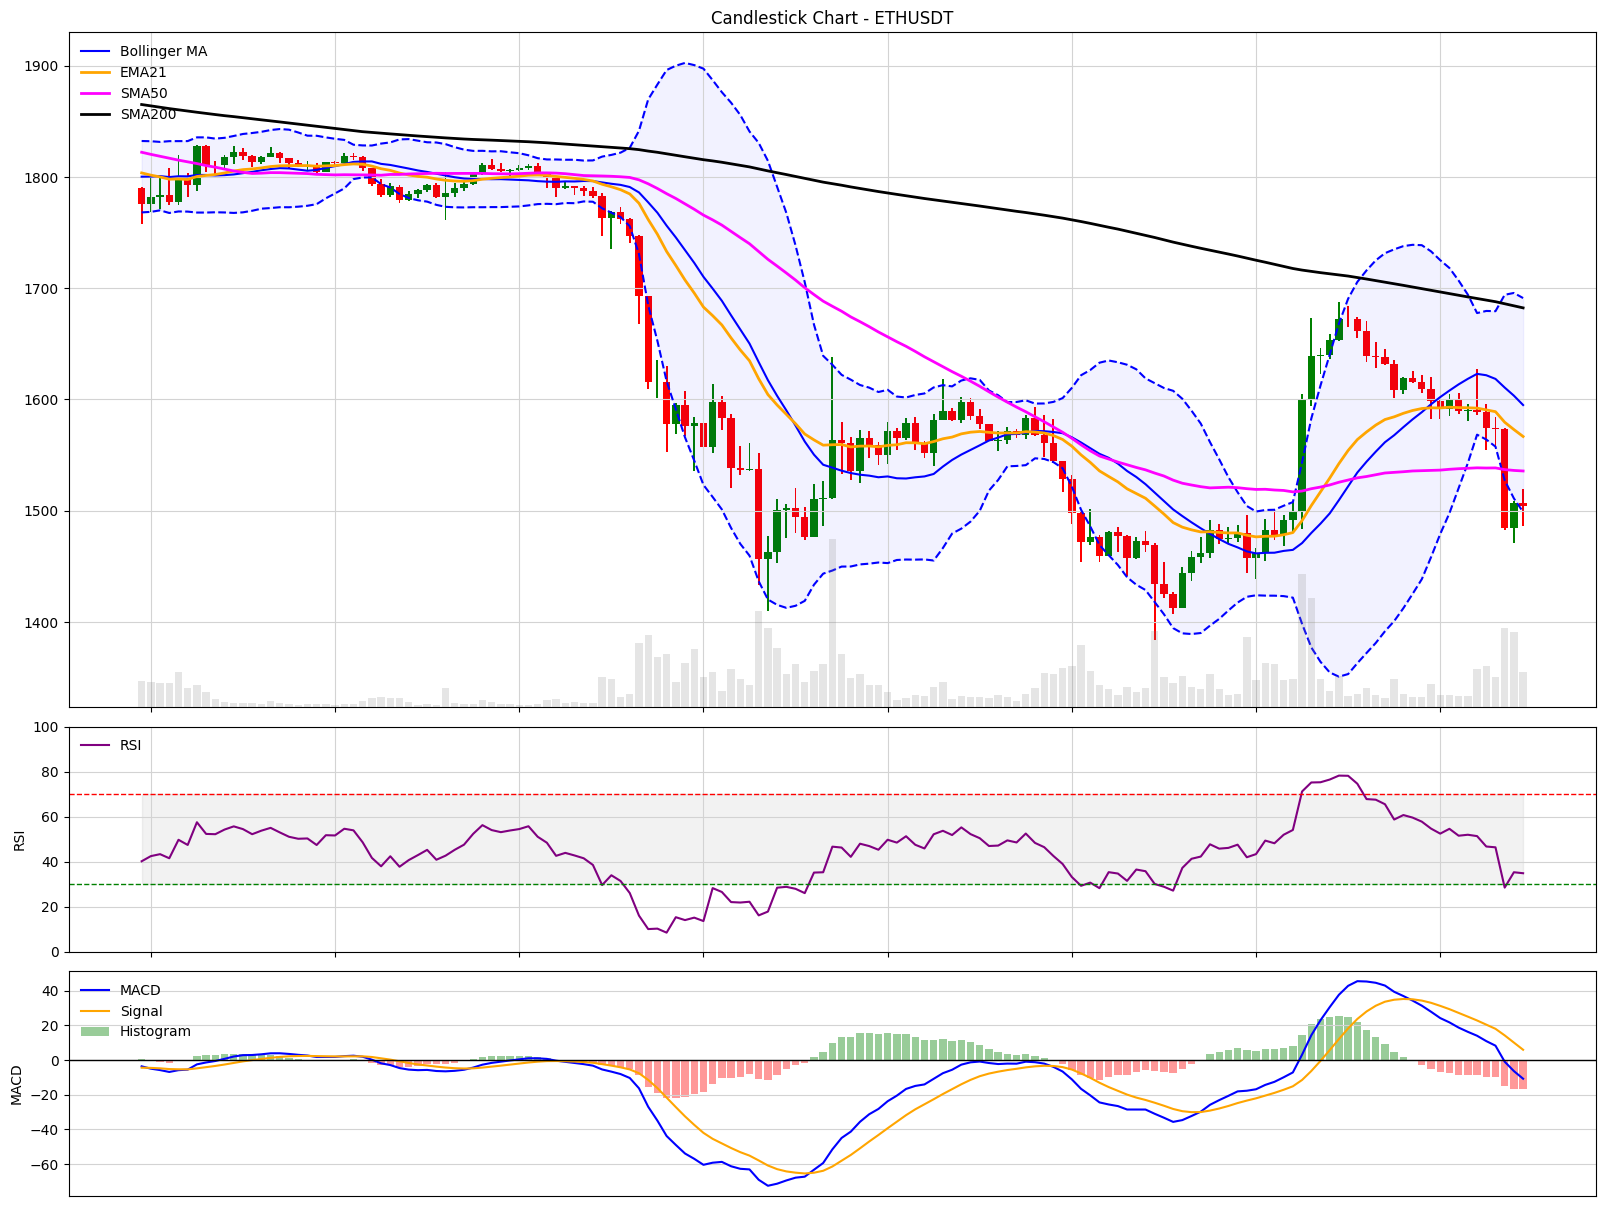 Candlestick Chart - ETHUSDT
Bollinger MA
EMA21
SMA50
SMA200
1900
1800
1700
1600
1500
1400
RSI
100
80
60
40
20
0
RSI
MACD
Signal
Histogram
40
20
0
−20
−40
−60
MACD